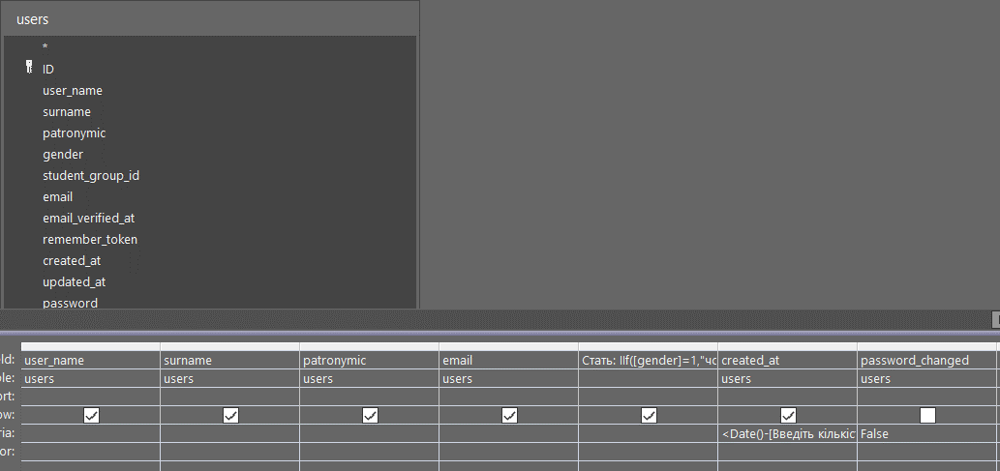 users
*
ID
user_name
surname
patronymic
gender
student_group_id
email
email_verified_at
remember_token
created_at
updated_at
password
ld: user_name surname patronymic email Стать: IIf([gender]=1,"чо created_at password_changed
le: users users users users users users
ort:
ow:
ria: <Date()-[Введіть кількіс False
or: